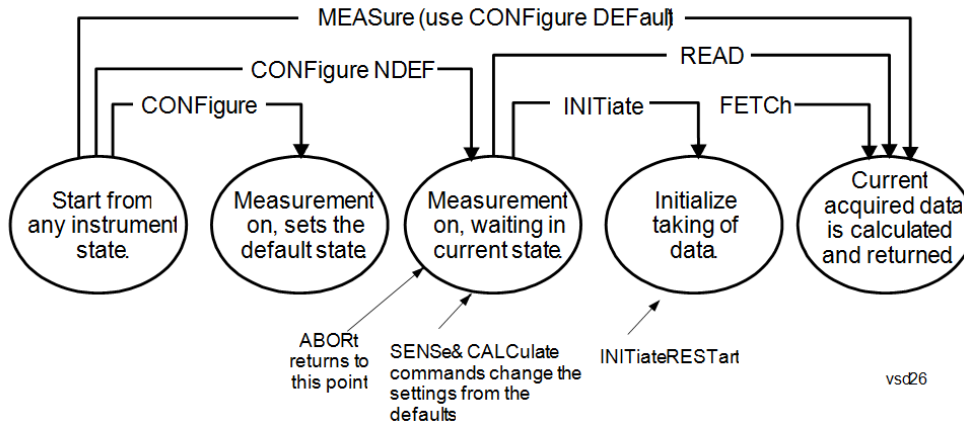 MEASure (use CONFigure DEFault)
READ
CONFigure NDEF
CONFigure
INITiate
FETCh
Start from
any instrument
state.
Measurement
on, sets the
default state.
Measurement
on, waiting in
current state.
Initialize
taking of
data.
Current
acquired data
is calculated
and returned.
ABORt
returns to
this point
SENSe& CALCulate
commands change the
settings from the
defaults
INITiateRESTart
vsd26